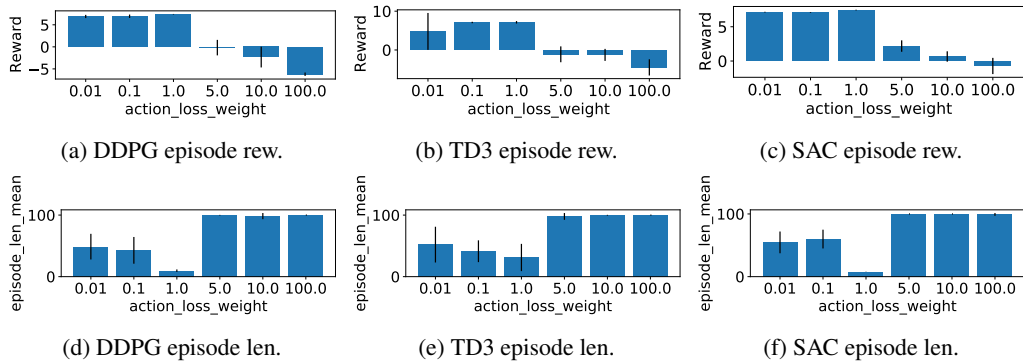 Reward
5
0
−5
0.01 0.1 1.0 5.0 10.0 100.0
action_loss_weight
(a) DDPG episode rew.
Reward
10
0
0.01 0.1 1.0 5.0 10.0 100.0
action_loss_weight
(b) TD3 episode rew.
Reward
5
0
0.01 0.1 1.0 5.0 10.0 100.0
action_loss_weight
(c) SAC episode rew.
episode_len_mean
100
0
0.01 0.1 1.0 5.0 10.0 100.0
action_loss_weight
(d) DDPG episode len.
episode_len_mean
100
0
0.01 0.1 1.0 5.0 10.0 100.0
action_loss_weight
(e) TD3 episode len.
episode_len_mean
100
0
0.01 0.1 1.0 5.0 10.0 100.0
action_loss_weight
(f) SAC episode len.